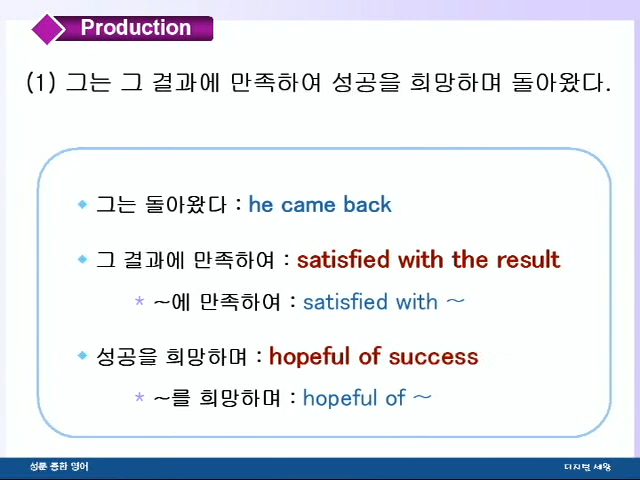 Production
(1) 그는 그 결과에 만족하여 성공을 희망하며 돌아왔다.
그는 돌아왔다 : he came back
그 결과에 만족하여 : satisfied with the result
* ~에 만족하여 : satisfied with ~
성공을 희망하며 : hopeful of success
* ~를 희망하며 : hopeful of ~
성문 종합 영어
디지털 세왕